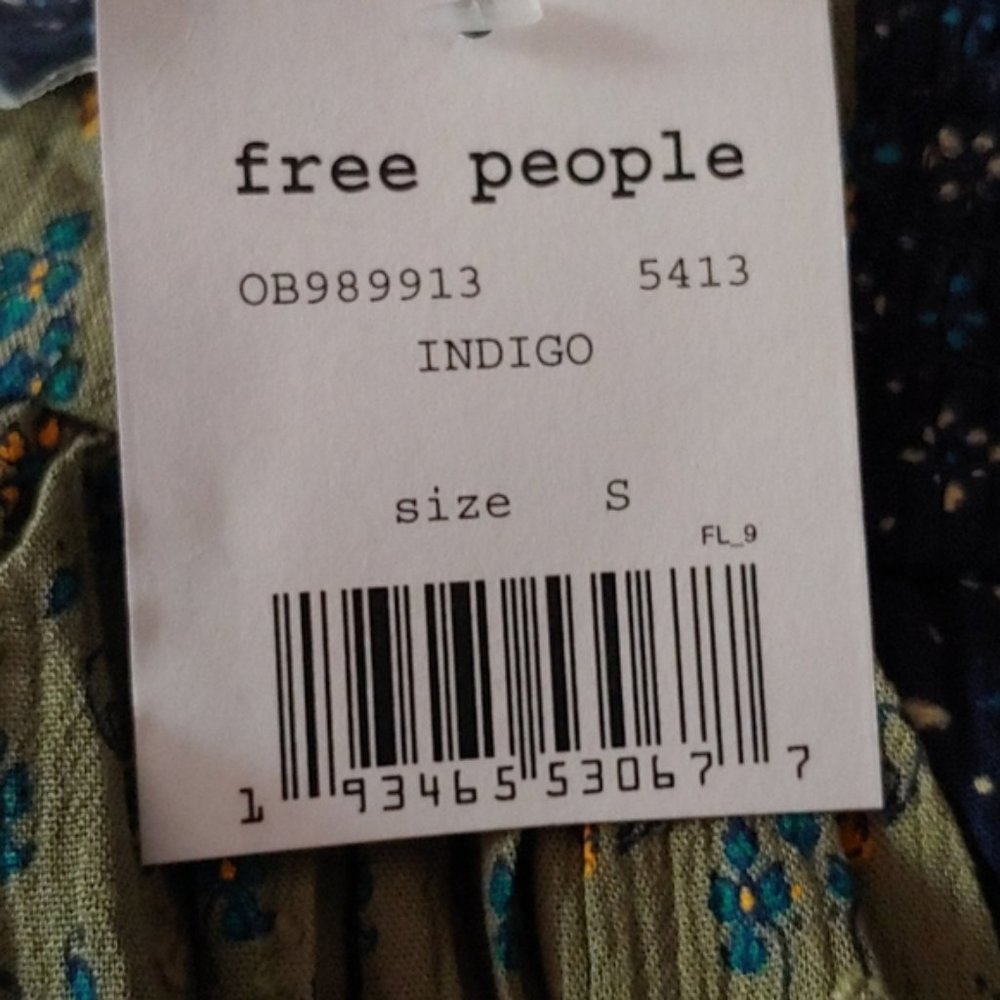 free people
OB989913 5413
INDIGO
size S
FL_9
1 93465 53067 7